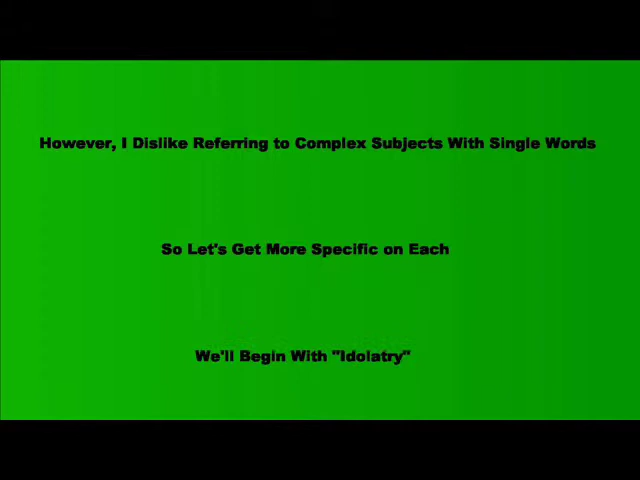 However, I Dislike Referring to Complex Subjects With Single Words
So Let's Get More Specific on Each
We'll Begin With "Idolatry"